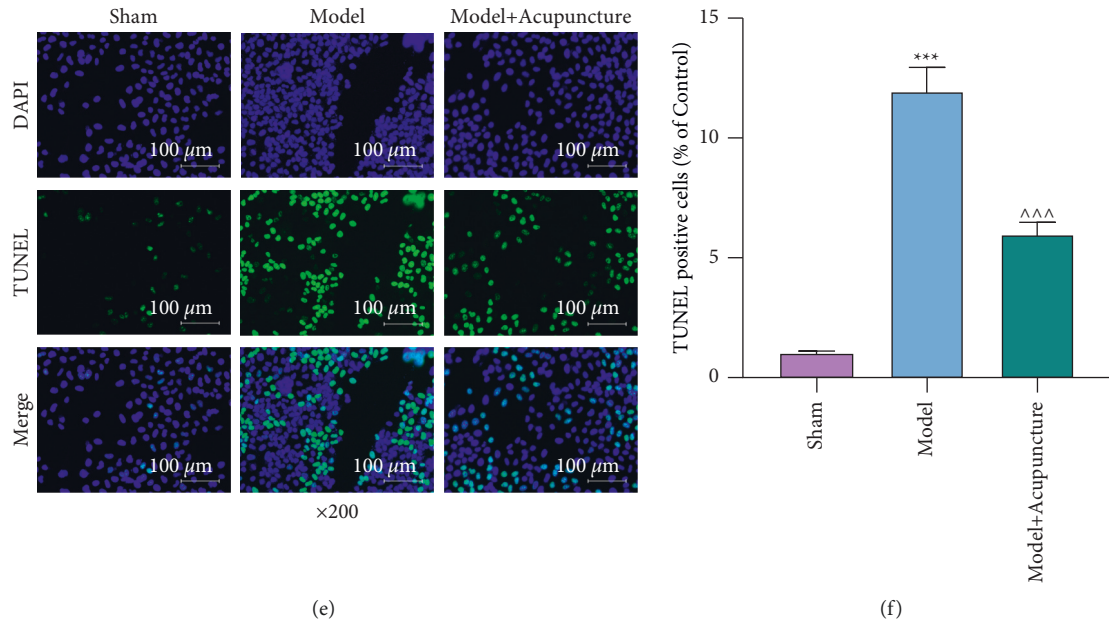 Sham Model Model+Acupuncture
DAPI
100 µm 100 µm 100 µm
TUNEL
100 µm 100 µm 100 µm
Merge
100 µm 100 µm 100 µm
×200
(e)
TUNEL positive cells (% of Control)
15
10
5
0
***
^^^
Sham
Model
Model+Acupuncture
(f)